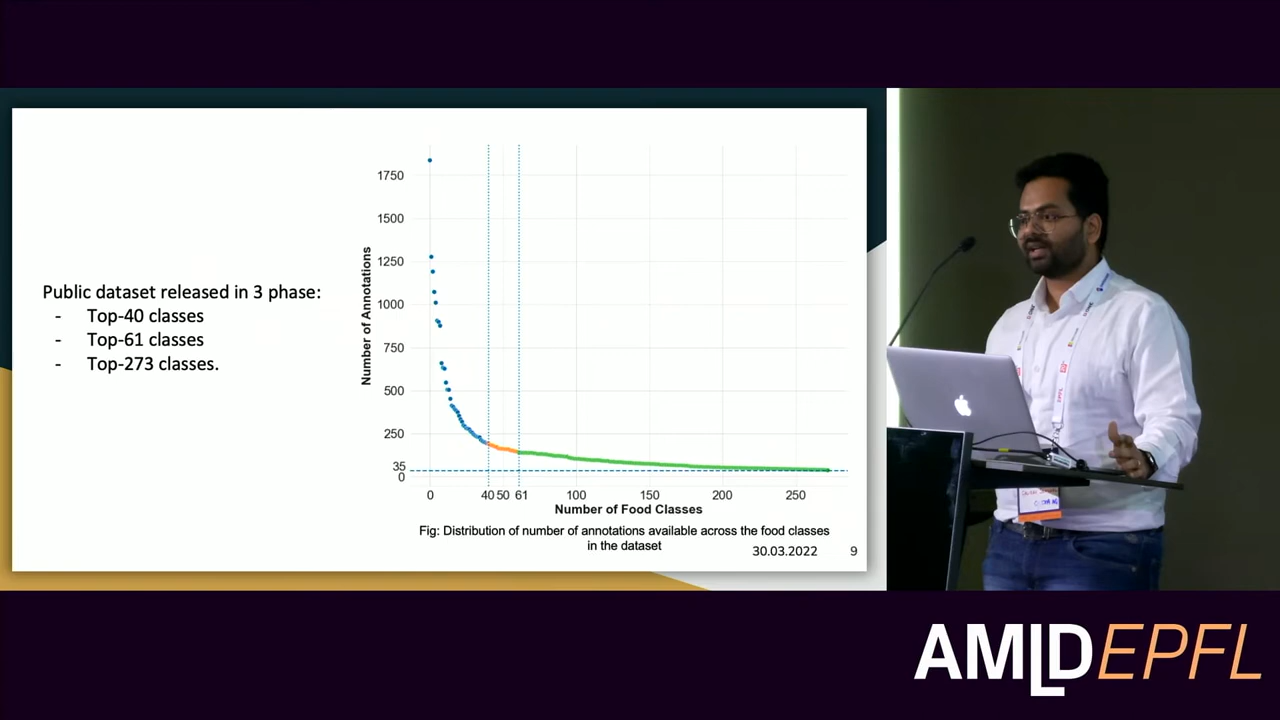 Public dataset released in 3 phase:
- Top-40 classes
- Top-61 classes
- Top-273 classes.
Number of Annotations
1750
1500
1250
1000
750
500
250
35
0
0 40 50 61 100 150 200 250
Number of Food Classes
Fig: Distribution of number of annotations available across the food classes
in the dataset
30.03.2022 9
EPFL
AMLDEPFL